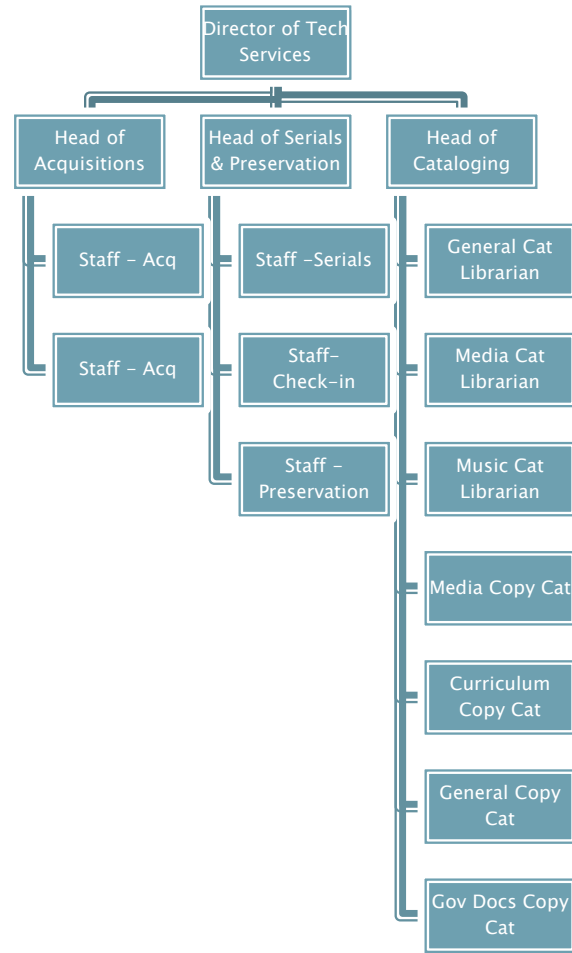 Director of Tech
Services
Head of
Acquisitions
Head of Serials
& Preservation
Head of
Cataloging
Staff – Acq
Staff – Acq
Staff –Serials
Staff–
Check–in
Staff –
Preservation
General Cat
Librarian
Media Cat
Librarian
Music Cat
Librarian
Media Copy Cat
Curriculum
Copy Cat
General Copy
Cat
Gov Docs Copy
Cat